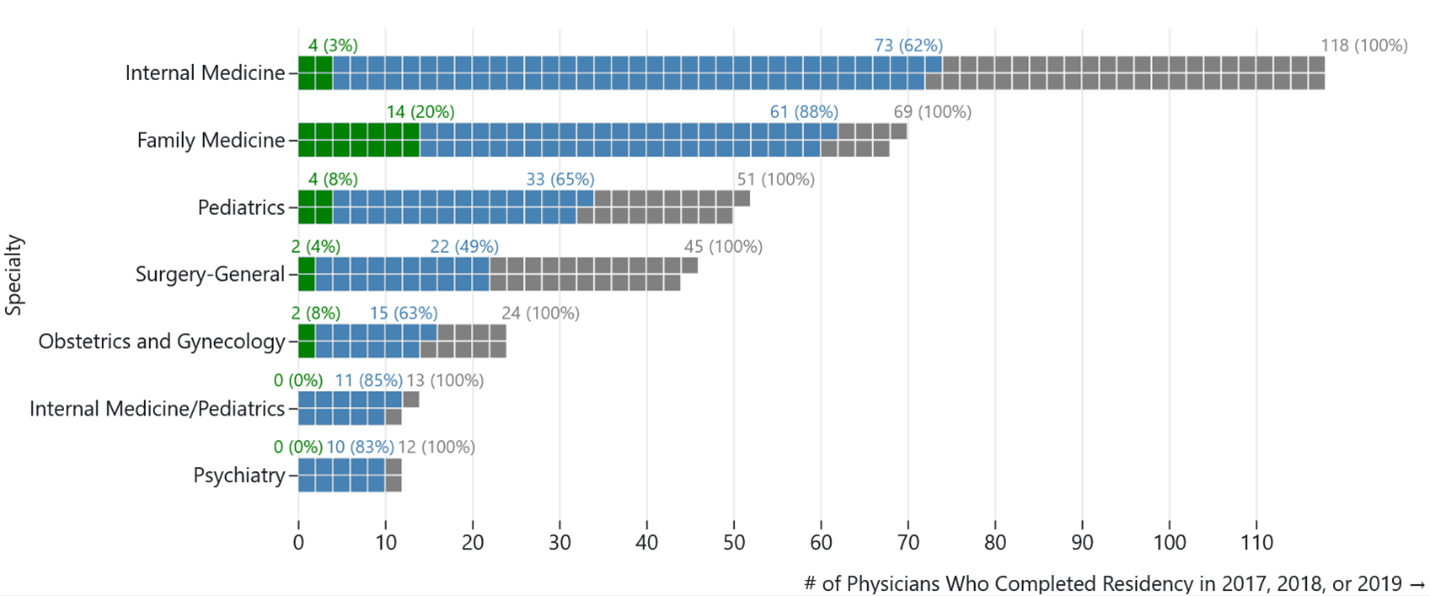 4 (3%) 73 (62%) 118 (100%)
Internal Medicine
14 (20%) 61 (88%) 69 (100%)
Family Medicine
4 (8%) 33 (65%) 51 (100%)
Pediatrics
2 (4%) 22 (49%) 45 (100%)
Surgery-General
2 (8%) 15 (63%) 24 (100%)
Obstetrics and Gynecology
0 (0%) 11 (85%) 13 (100%)
Internal Medicine/Pediatrics
0 (0%) 10 (83%) 12 (100%)
Psychiatry
Specialty
0 10 20 30 40 50 60 70 80 90 100 110
# of Physicians Who Completed Residency in 2017, 2018, or 2019 →